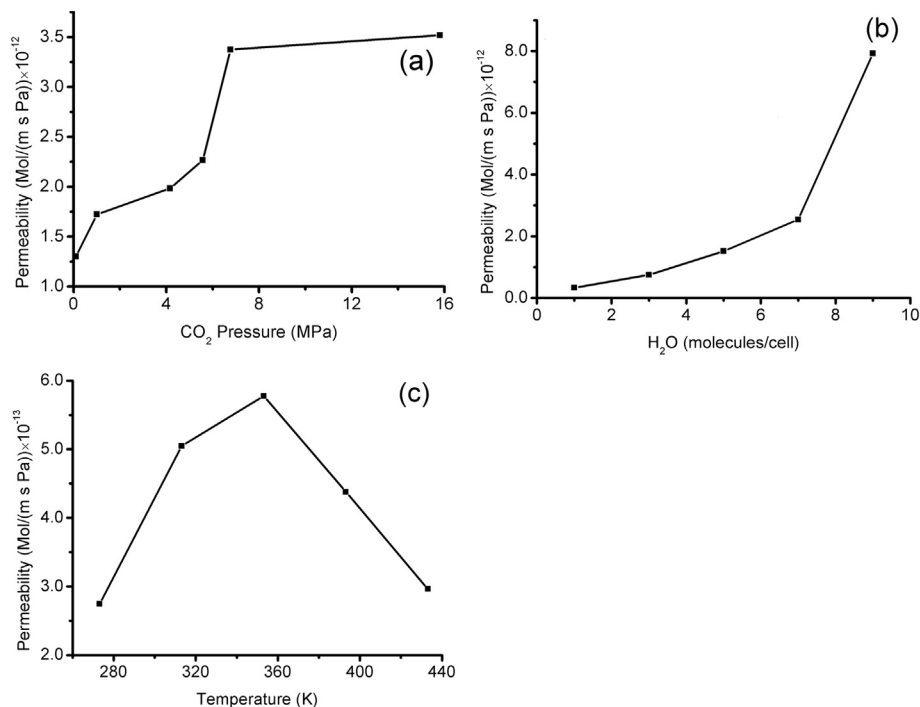 (a)
Permeability (Mol/(m s Pa))×10⁻¹²
3.5
3.0
2.5
2.0
1.5
1.0
0 4 8 12 16
CO₂ Pressure (MPa)
(b)
Permeability (Mol/(m s Pa))×10⁻¹²
8.0
6.0
4.0
2.0
0.0
0 2 4 6 8 10
H₂O (molecules/cell)
(c)
Permeability (Mol/(m s Pa))×10⁻¹³
6.0
5.0
4.0
3.0
2.0
280 320 360 400 440
Temperature (K)